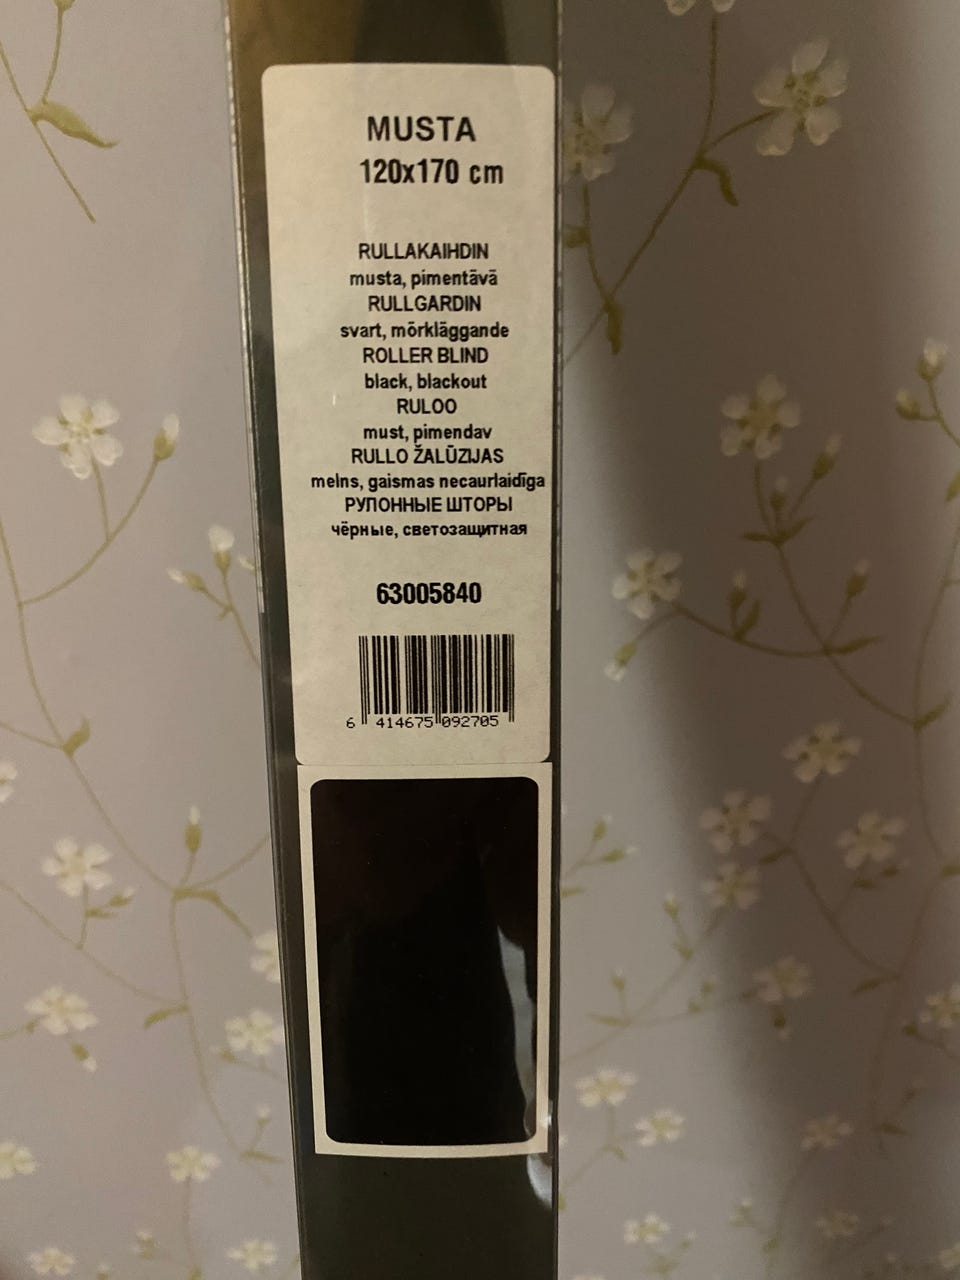 MUSTA
120x170 cm
RULLAKAIHDIN
musta, pimentävä
RULLGARDIN
svart, mörkläggande
ROLLER BLIND
black, blackout
RULOO
must, pimendav
RULLO ŽALŪZIJAS
melns, gaismas necaurlaidīga
РУЛОННЫЕ ШТОРЫ
чёрные, светозащитная
63005840
6 414675 092705